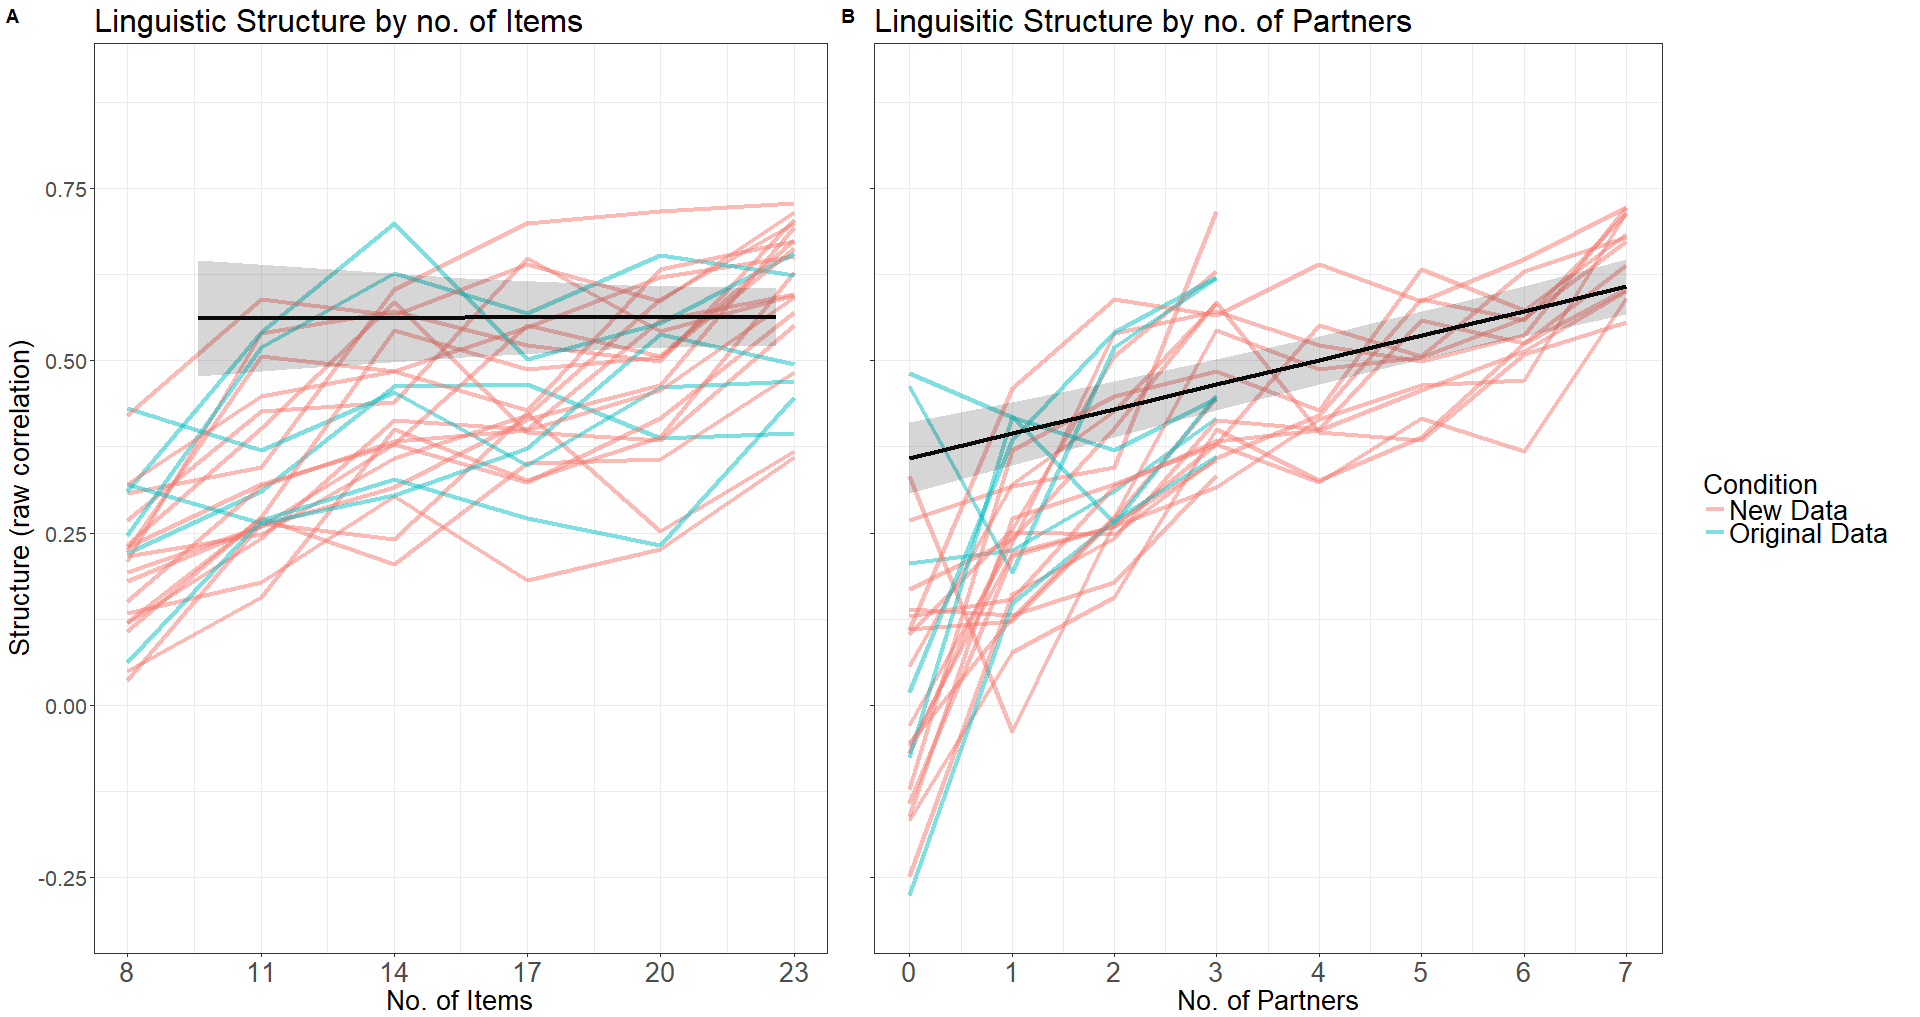 A
Linguistic Structure by no. of Items
B
Linguisitic Structure by no. of Partners
Structure (raw correlation)
0.75
0.50
0.25
0.00
-0.25
8 11 14 17 20 23
No. of Items
0 1 2 3 4 5 6 7
No. of Partners
Condition
New Data
Original Data